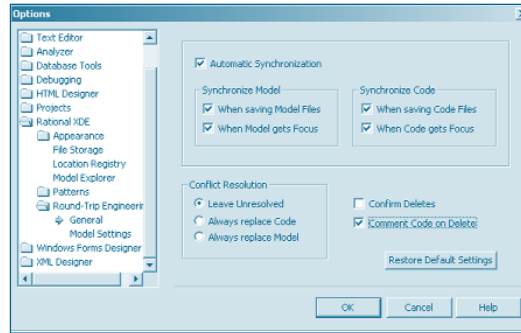 Options
Text Editor
Analyzer
Database Tools
Debugging
HTML Designer
Projects
Rational XDE
Appearance
File Storage
Location Registry
Model Explorer
Patterns
Round-Trip Engineerir
General
Model Settings
Windows Forms Designer
XML Designer
Automatic Synchronization
Synchronize Model
When saving Model Files
When Model gets Focus
Synchronize Code
When saving Code Files
When Code gets Focus
Conflict Resolution
Leave Unresolved
Always replace Code
Always replace Model
Confirm Deletes
Comment Code on Delete
Restore Default Settings
OK Cancel Help